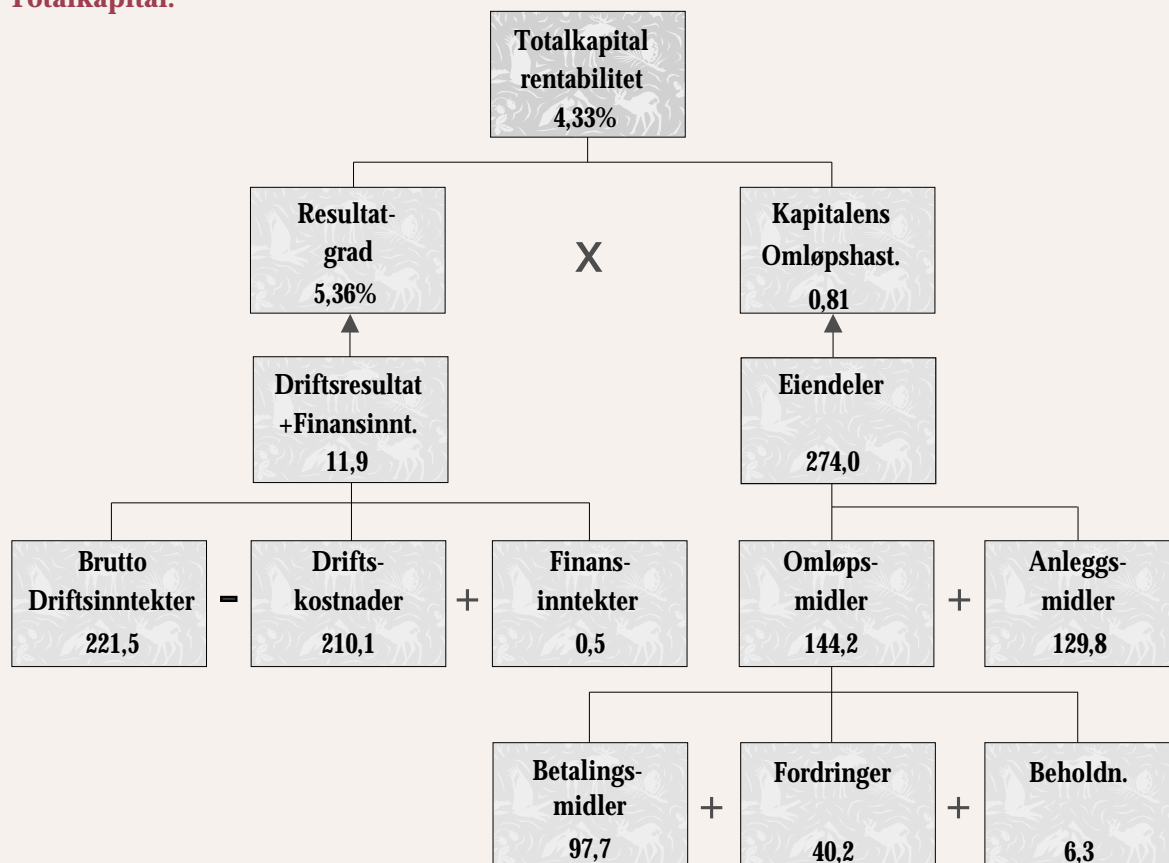 Totalkapital.
Totalkapital
rentabilitet
4,33%
Resultat-
grad
5,36%
X
Kapitalens
Omløpshast.
0,81
Driftsresultat
+Finansinnt.
11,9
Eiendeler
274,0
Brutto
Driftsinntekter
221,5
-
Drifts-
kostnader
210,1
+
Finans-
inntekter
0,5
Omløps-
midler
144,2
+
Anleggs-
midler
129,8
Betalings-
midler
97,7
+
Fordringer
40,2
+
Beholdn.
6,3